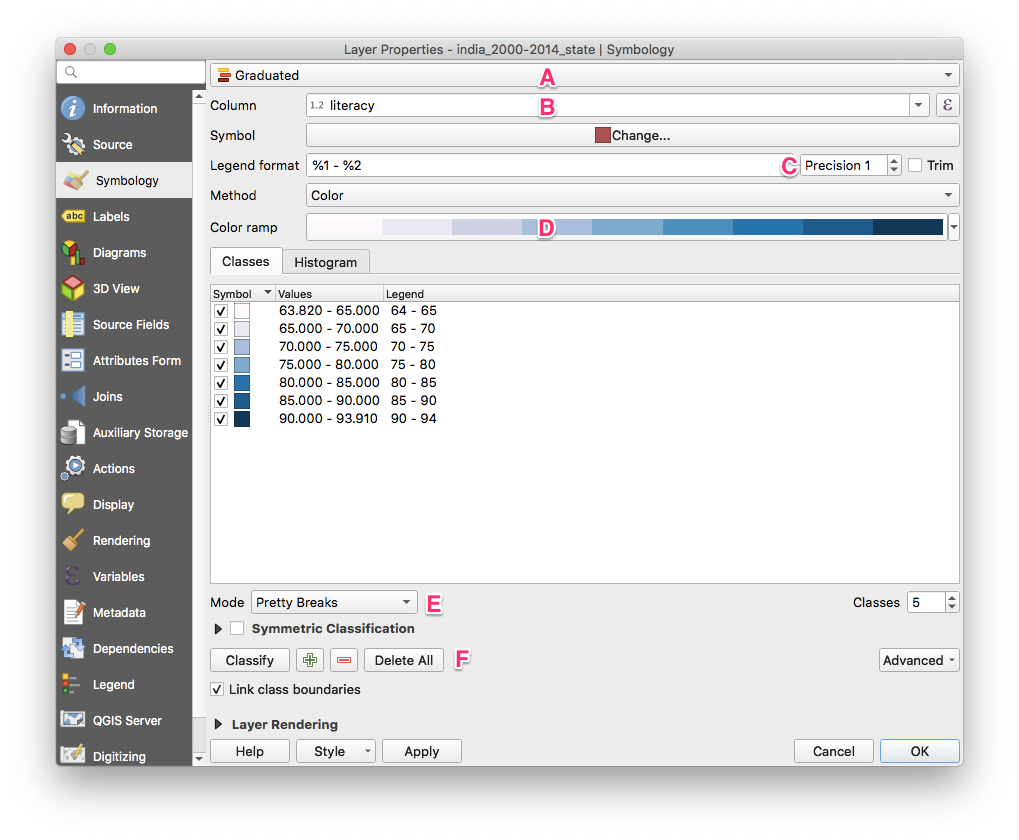 Layer Properties - india_2000-2014_state | Symbology
Information
Source
Symbology
abc Labels
Diagrams
3D View
Source Fields
Attributes Form
Joins
Auxiliary Storage
Actions
Display
Rendering
ε Variables
Metadata
Dependencies
Legend
QGIS Server
Digitizing
Graduated A
Column 1.2 literacy B ε
Symbol Change...
Legend format %1 - %2 C Precision 1 Trim
Method Color
Color ramp D
Classes Histogram
Symbol Values Legend
63.820 - 65.000 64 - 65
65.000 - 70.000 65 - 70
70.000 - 75.000 70 - 75
75.000 - 80.000 75 - 80
80.000 - 85.000 80 - 85
85.000 - 90.000 85 - 90
90.000 - 93.910 90 - 94
Mode Pretty Breaks E Classes 5
Symmetric Classification
Classify Delete All F Advanced
Link class boundaries
Layer Rendering
Help Style Apply Cancel OK